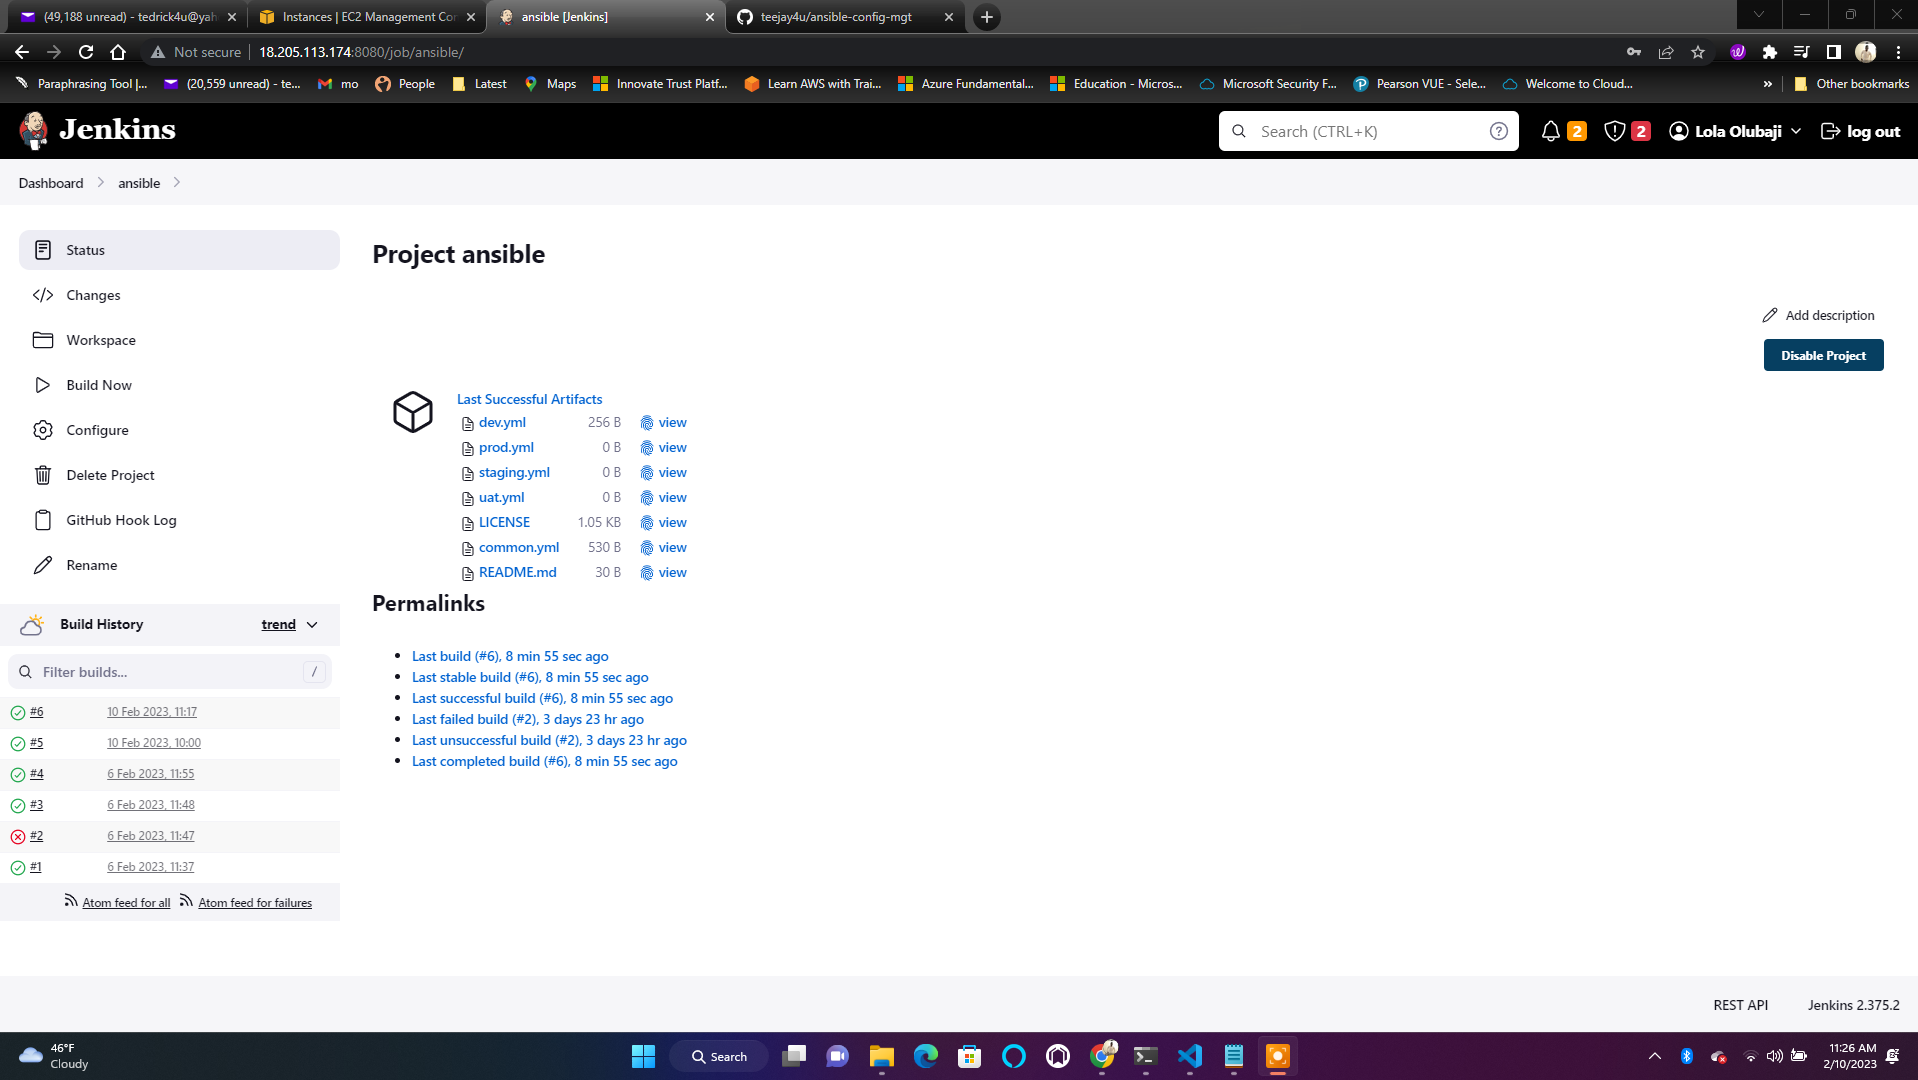 (49,188 unread) - tedrick4u@yah
Instances | EC2 Management Con
ansible [Jenkins]
teejay4u/ansible-config-mgt
Not secure
18.205.113.174:8080/job/ansible/
Paraphrasing Tool |...
(20,559 unread) - te...
mo
People
Latest
Maps
Innovate Trust Platf...
Learn AWS with Trai...
Azure Fundamental...
Education - Micros...
Microsoft Security F...
Pearson VUE - Sele...
Welcome to Cloud...
»
Other bookmarks
Jenkins
Search (CTRL+K)
2
2
Lola Olubaji
log out
Dashboard
ansible
Status
Changes
Workspace
Build Now
Configure
Delete Project
GitHub Hook Log
Rename
Build History
trend
Filter builds...
/
#6 10 Feb 2023, 11:17
#5 10 Feb 2023, 10:00
#4 6 Feb 2023, 11:55
#3 6 Feb 2023, 11:48
#2 6 Feb 2023, 11:47
#1 6 Feb 2023, 11:37
Atom feed for all Atom feed for failures
Project ansible
Add description
Disable Project
Last Successful Artifacts
dev.yml 256 B view
prod.yml 0 B view
staging.yml 0 B view
uat.yml 0 B view
LICENSE 1.05 KB view
common.yml 530 B view
README.md 30 B view
Permalinks
Last build (#6), 8 min 55 sec ago
Last stable build (#6), 8 min 55 sec ago
Last successful build (#6), 8 min 55 sec ago
Last failed build (#2), 3 days 23 hr ago
Last unsuccessful build (#2), 3 days 23 hr ago
Last completed build (#6), 8 min 55 sec ago
REST API
Jenkins 2.375.2
46°F
Cloudy
Search
11:26 AM
2/10/2023